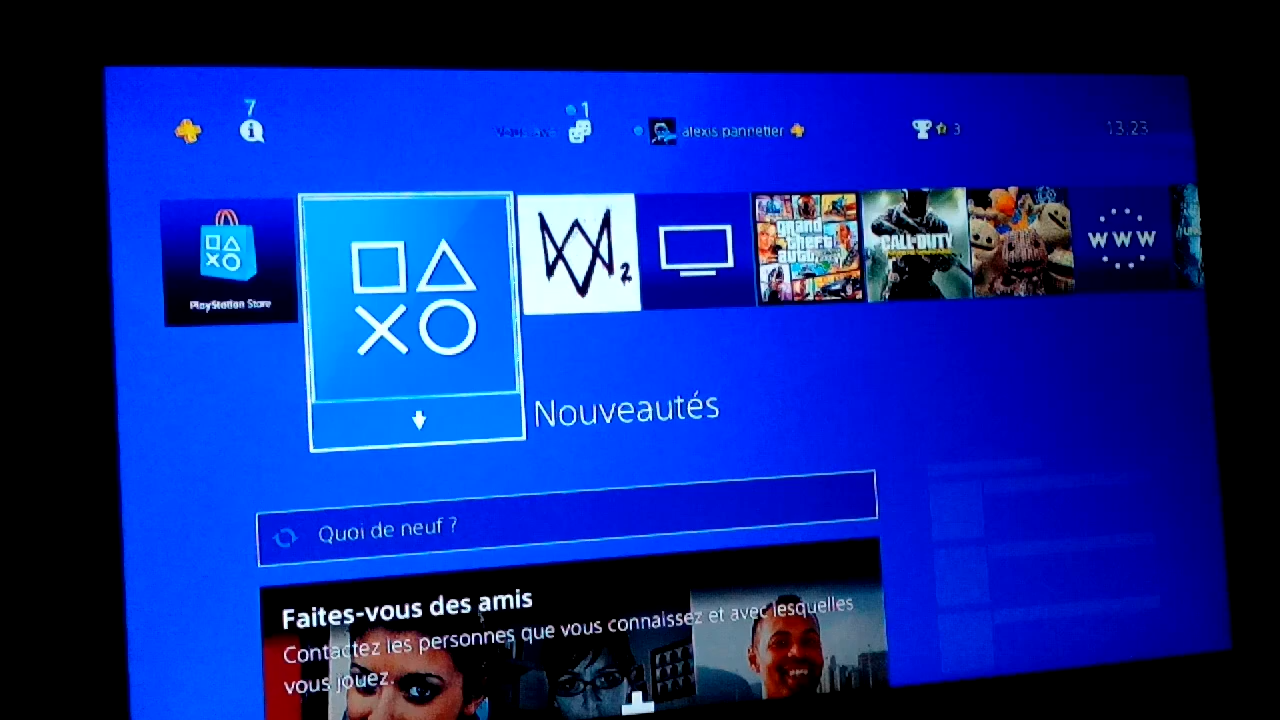 7
1
alexis pannetier
3
13.23
PlayStation Store
2
grand
theft
auto
CALL OF DUTY
WWW
Nouveautés
Quoi de neuf ?
Faites-vous des amis
Contactez les personnes que vous connaissez et avec lesquelles
vous jouez.